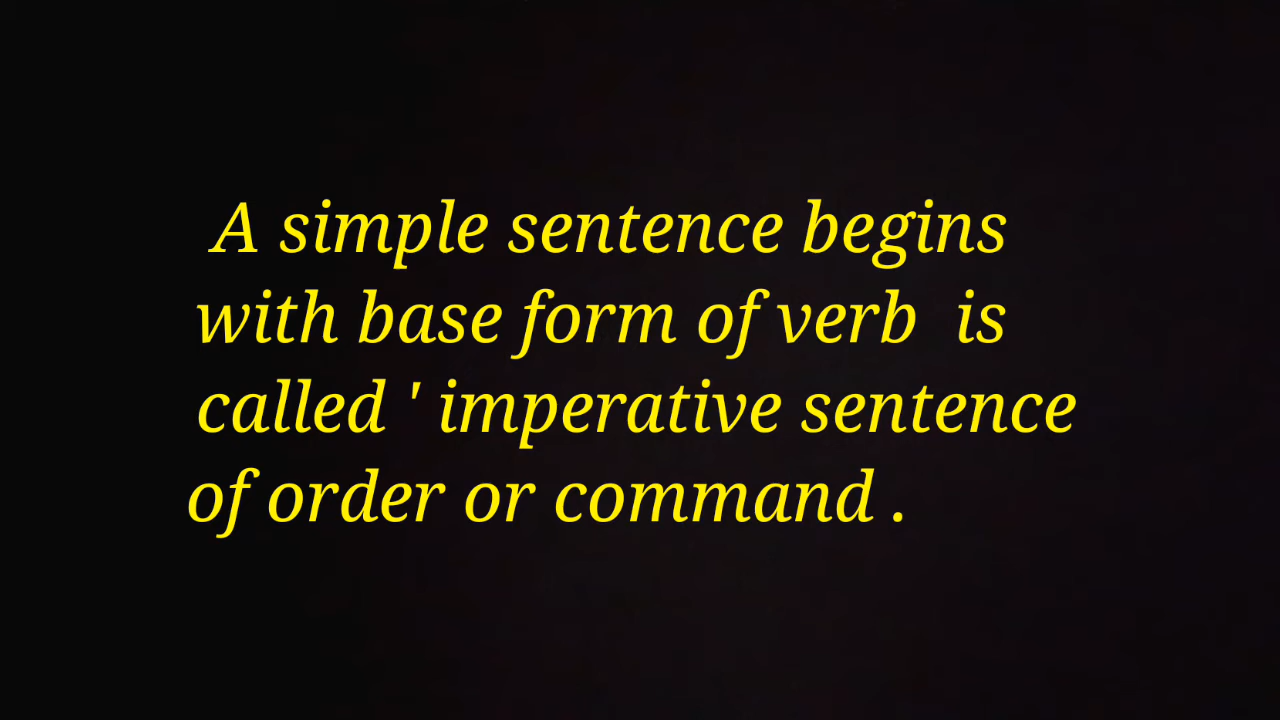 A simple sentence begins
with base form of verb is
called ' imperative sentence
of order or command .